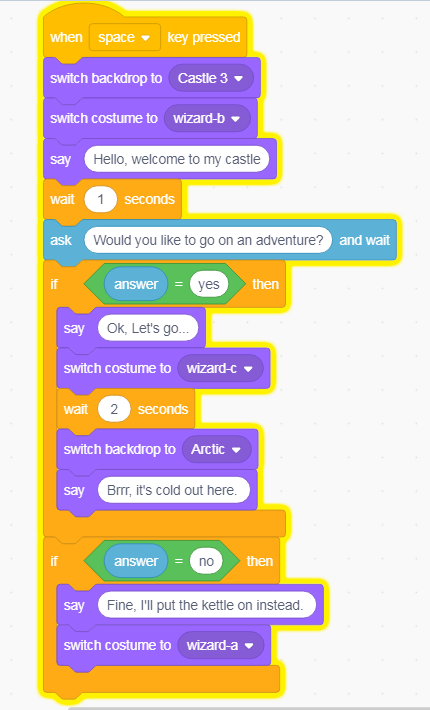 when space key pressed
switch backdrop to Castle 3
switch costume to wizard-b
say Hello, welcome to my castle
wait 1 seconds
ask Would you like to go on an adventure? and wait
if answer = yes then
say Ok, Let's go...
switch costume to wizard-c
wait 2 seconds
switch backdrop to Arctic
say Brrr, it's cold out here.
if answer = no then
say Fine, I'll put the kettle on instead.
switch costume to wizard-a